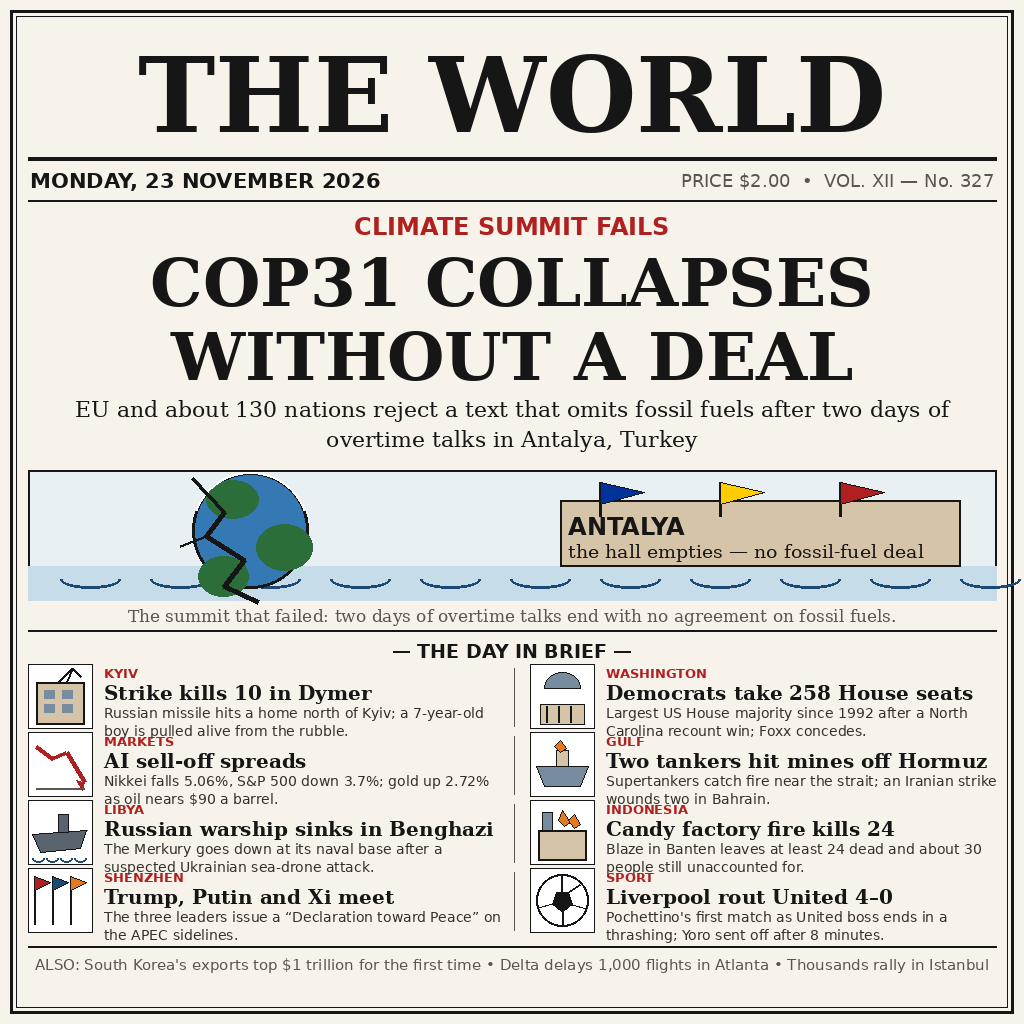 THE WORLD
MONDAY, 23 NOVEMBER 2026
PRICE $2.00 • VOL. XII — No. 327
CLIMATE SUMMIT FAILS
COP31 COLLAPSES
WITHOUT A DEAL
EU and about 130 nations reject a text that omits fossil fuels after two days of
overtime talks in Antalya, Turkey
ANTALYA
the hall empties — no fossil-fuel deal
The summit that failed: two days of overtime talks end with no agreement on fossil fuels.
— THE DAY IN BRIEF —
KYIV
Strike kills 10 in Dymer
Russian missile hits a home north of Kyiv; a 7-year-old
boy is pulled alive from the rubble.
MARKETS
AI sell-off spreads
Nikkei falls 5.06%, S&P 500 down 3.7%; gold up 2.72%
as oil nears $90 a barrel.
LIBYA
Russian warship sinks in Benghazi
The Merkury goes down at its naval base after a
suspected Ukrainian sea-drone attack.
SHENZHEN
Trump, Putin and Xi meet
The three leaders issue a “Declaration toward Peace” on
the APEC sidelines.
WASHINGTON
Democrats take 258 House seats
Largest US House majority since 1992 after a North
Carolina recount win; Foxx concedes.
GULF
Two tankers hit mines off Hormuz
Supertankers catch fire near the strait; an Iranian strike
wounds two in Bahrain.
INDONESIA
Candy factory fire kills 24
Blaze in Banten leaves at least 24 dead and about 30
people still unaccounted for.
SPORT
Liverpool rout United 4–0
Pochettino's first match as United boss ends in a
thrashing; Yoro sent off after 8 minutes.
ALSO: South Korea's exports top $1 trillion for the first time • Delta delays 1,000 flights in Atlanta • Thousands rally in Istanbul